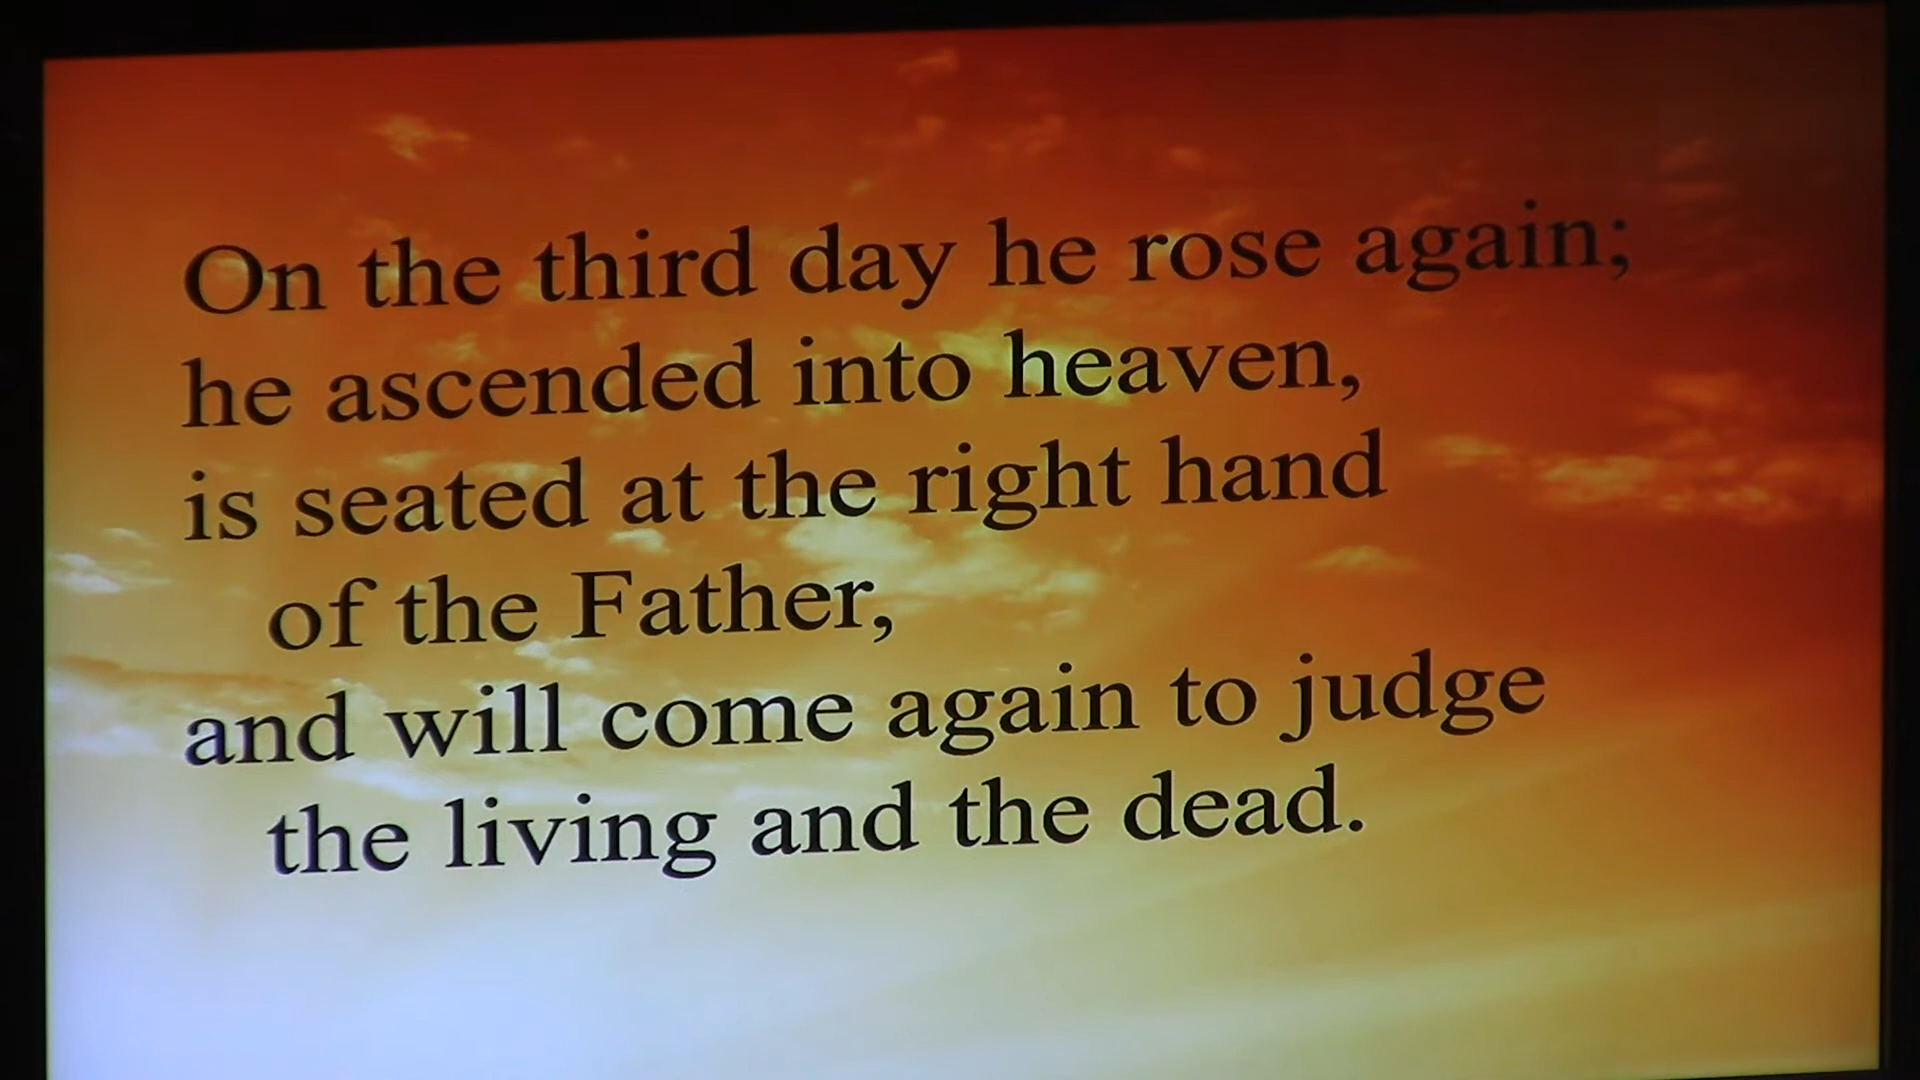 On the third day he rose again;
he ascended into heaven,
is seated at the right hand
of the Father,
and will come again to judge
the living and the dead.